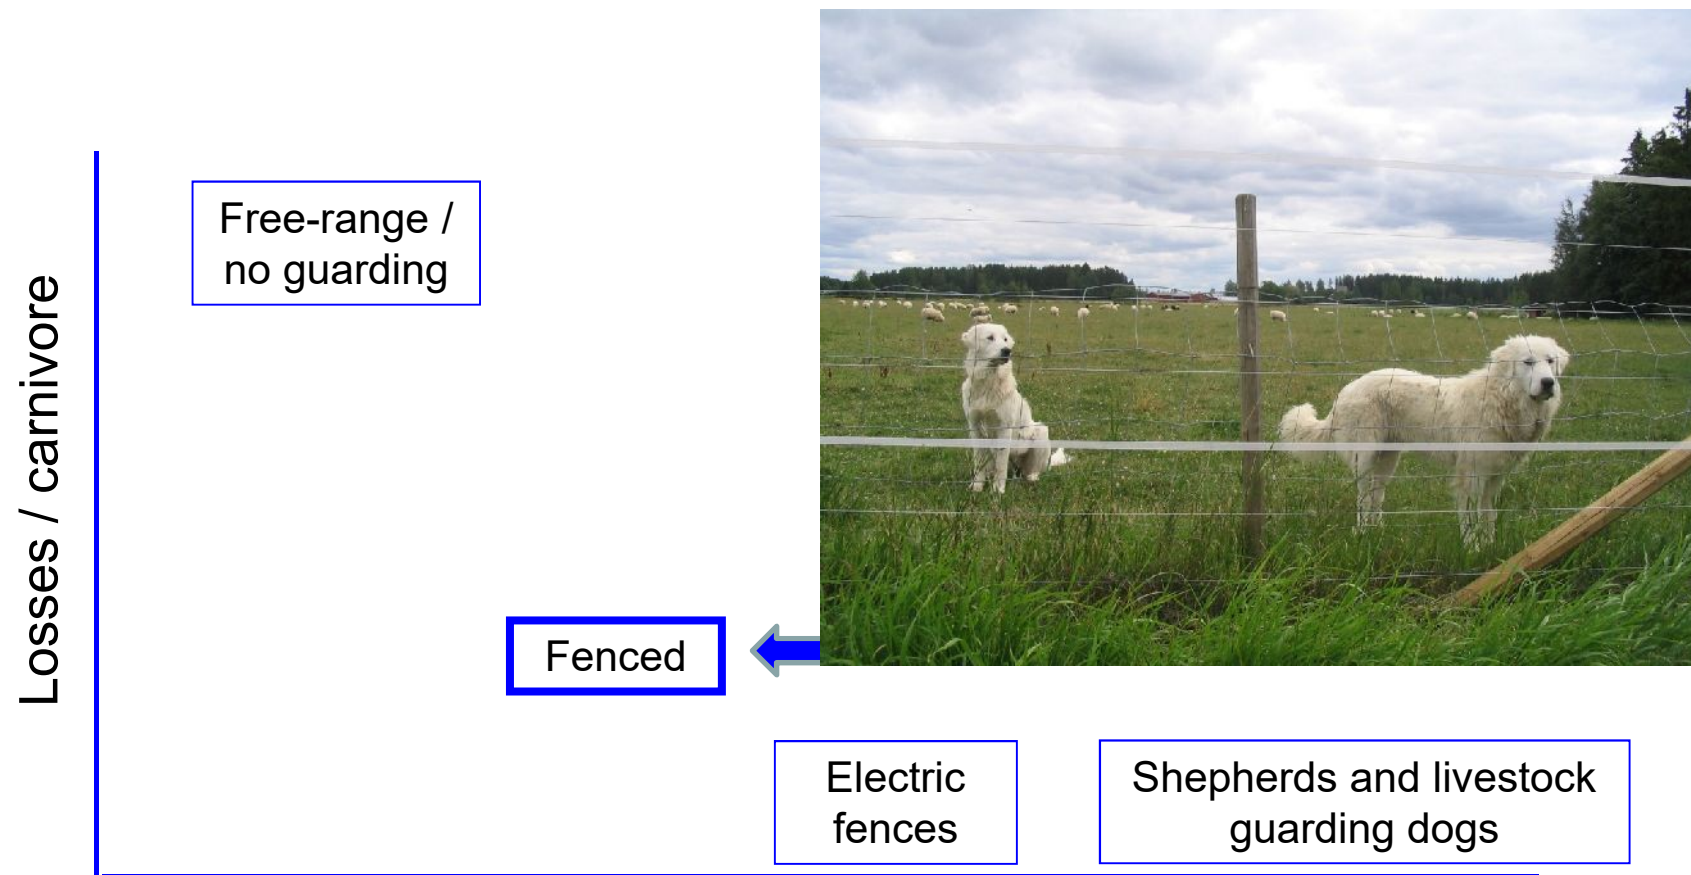 Losses / carnivore
Free-range /
no guarding
Fenced
Electric
fences
Shepherds and livestock
guarding dogs